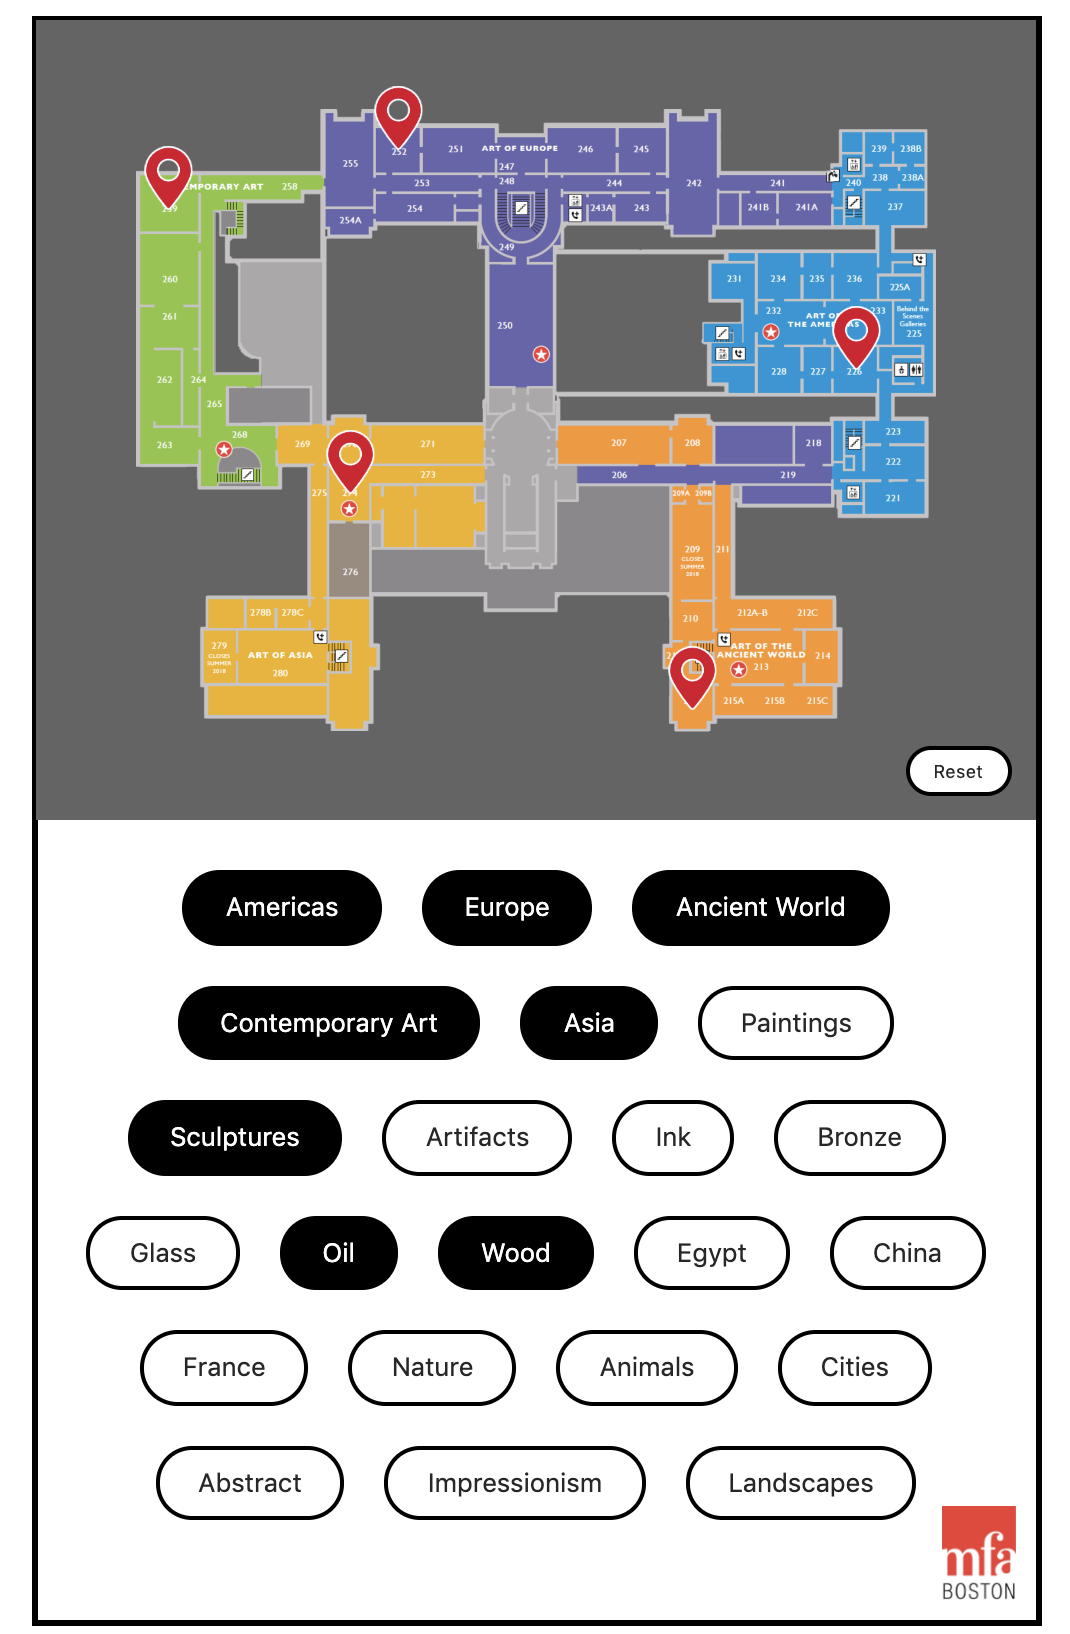 239 238B
255 252 251 ART OF EUROPE 246 245
247
TEMPORARY ART 258 253 248 244 242 241 240 238 238A
259 254 243A 243 241B 241A 237
254A
249
260 231 234 235 236 225A
261 250 232 ART OF 233 Behind the
THE AMERICAS Scenes
Galleries
225
262 264 228 227 226
265
263 268 269 271 207 208 218 223
273 206 219 222
275 274 209A 209B 221
209 211
CLOSES
SUMMER
2018
276
278B 278C 210 212A–B 212C
279 ART OF ASIA ART OF THE
CLOSES ANCIENT WORLD 214
SUMMER 213
2018
280 215A 215B 215C
Reset
Americas Europe Ancient World
Contemporary Art Asia Paintings
Sculptures Artifacts Ink Bronze
Glass Oil Wood Egypt China
France Nature Animals Cities
Abstract Impressionism Landscapes
mfa
BOSTON